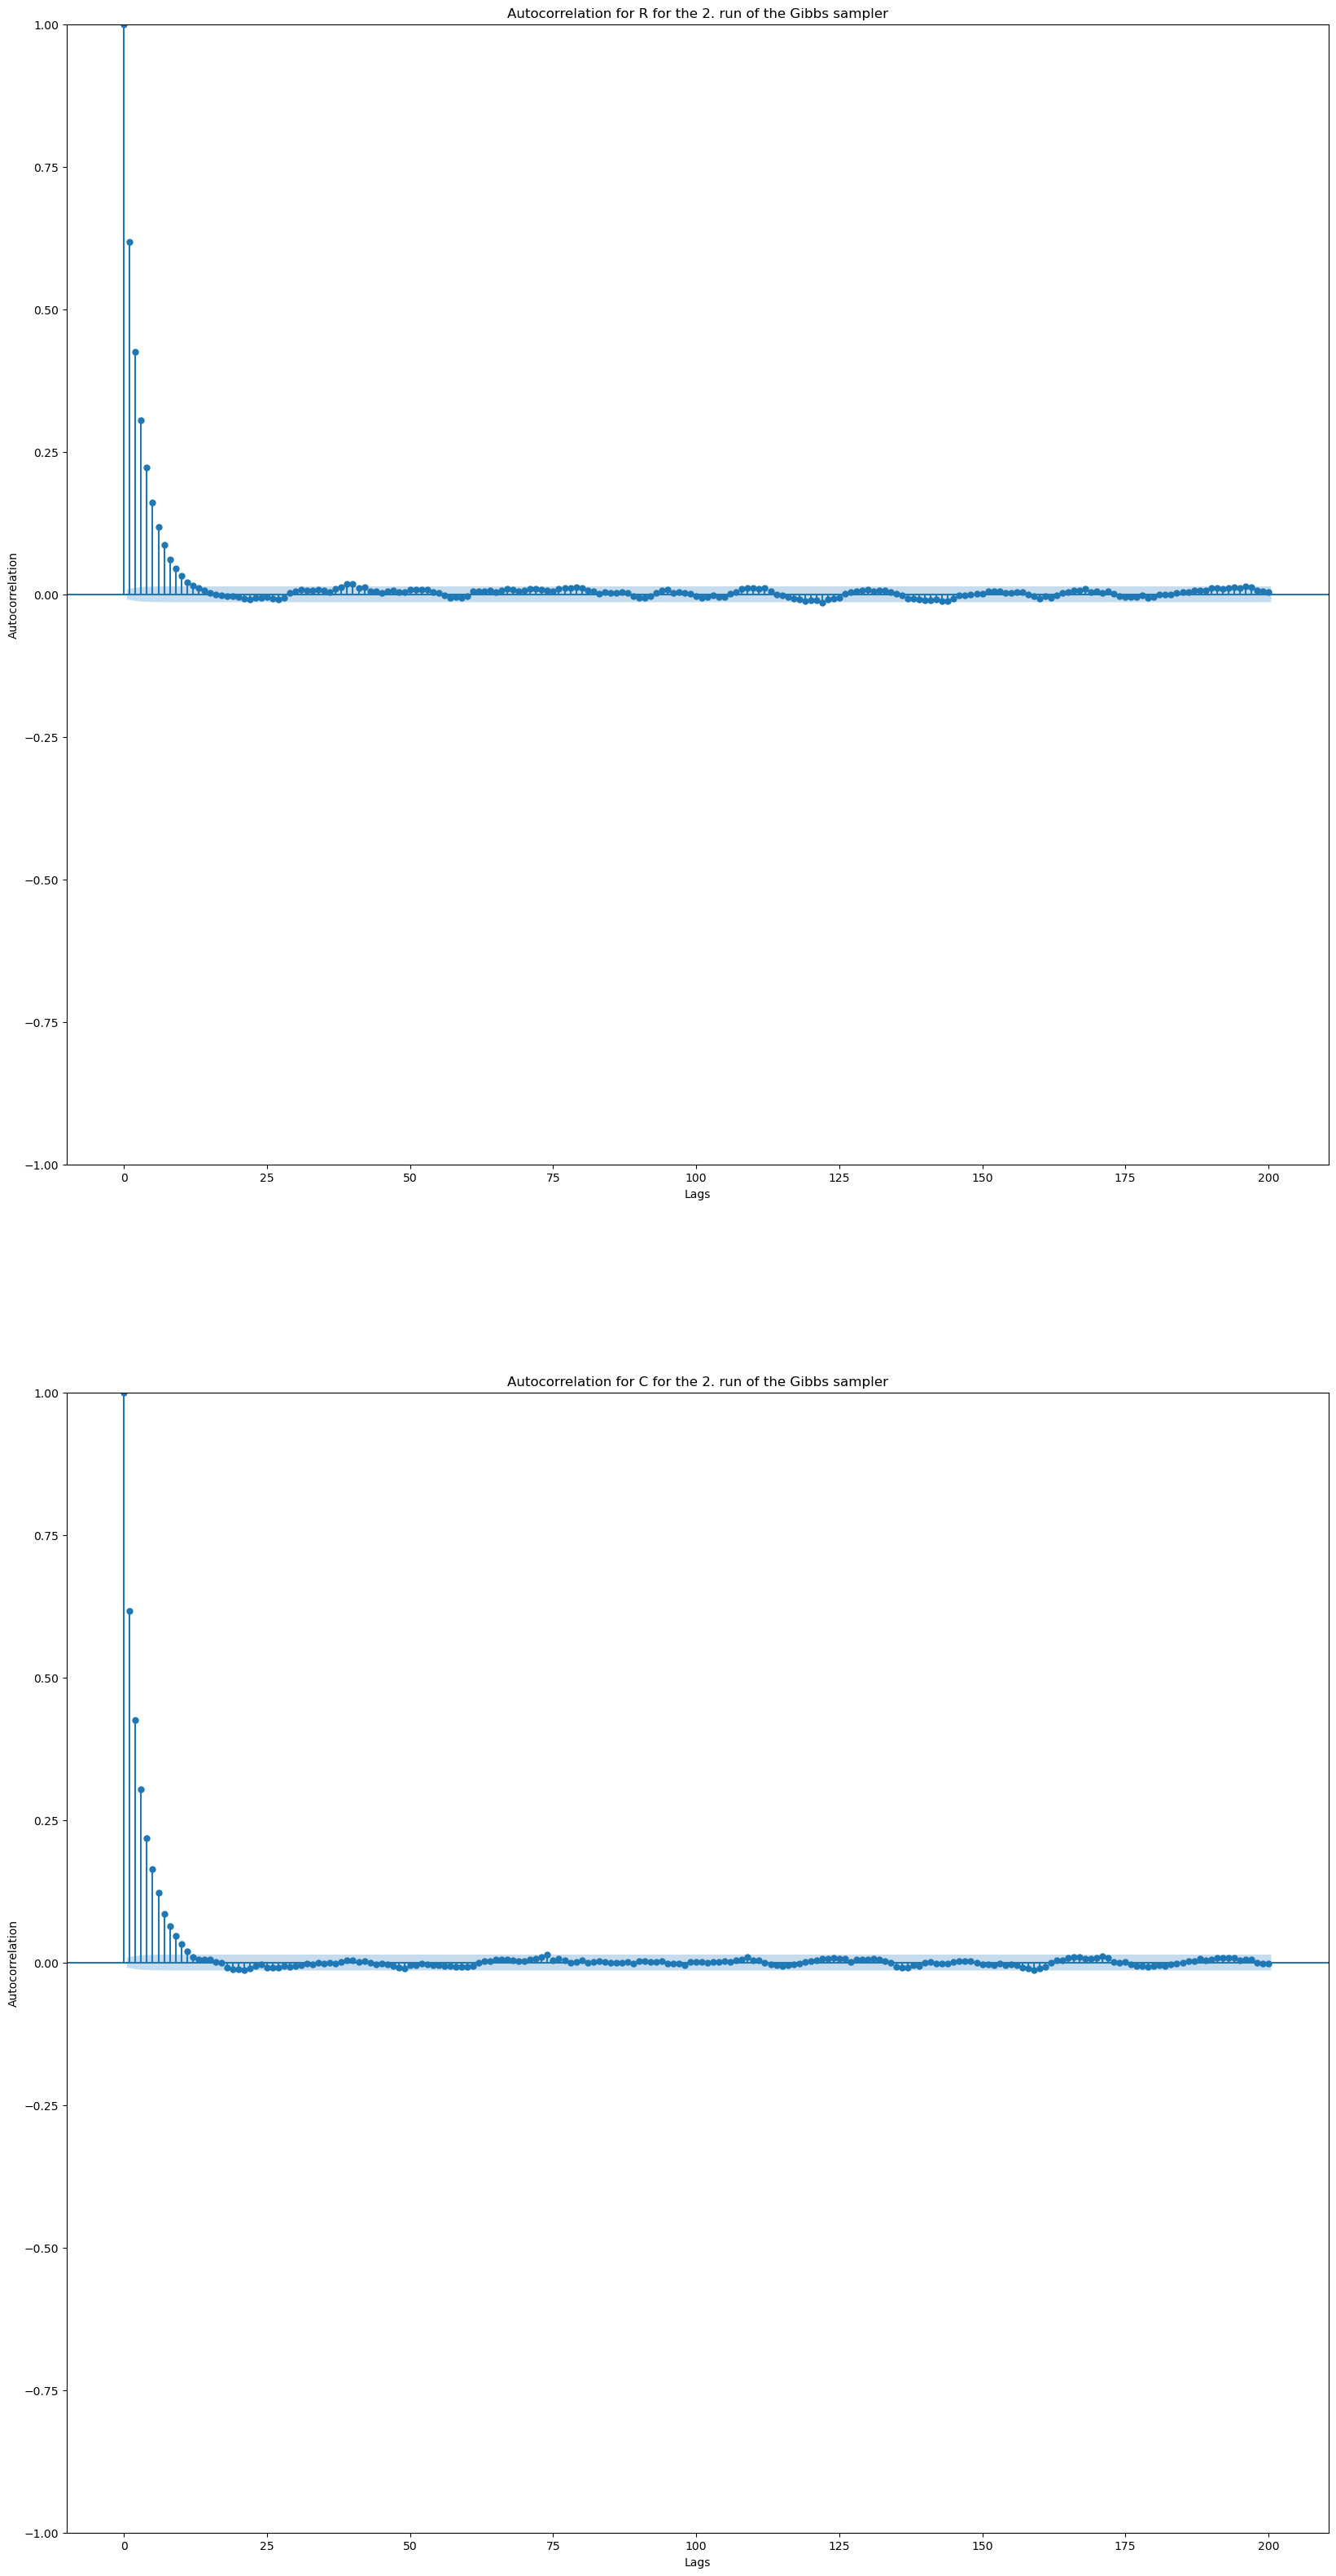 Autocorrelation for R for the 2. run of the Gibbs sampler
1.00
0.75
0.50
0.25
0.00
−0.25
−0.50
−0.75
−1.00
Autocorrelation
0 25 50 75 100 125 150 175 200
Lags
Autocorrelation for C for the 2. run of the Gibbs sampler
1.00
0.75
0.50
0.25
0.00
−0.25
−0.50
−0.75
−1.00
Autocorrelation
0 25 50 75 100 125 150 175 200
Lags